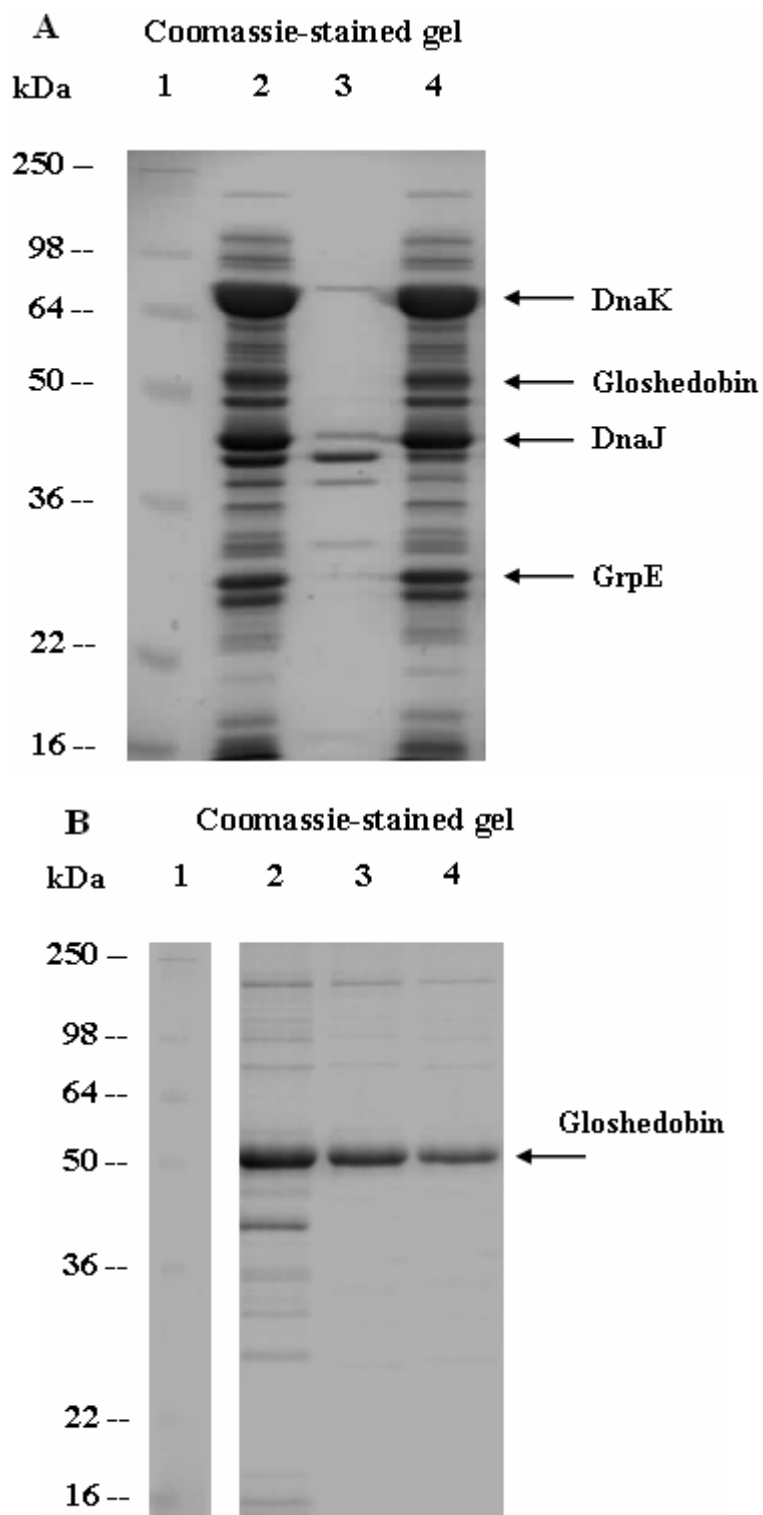 A Coomassie-stained gel
kDa 1 2 3 4
250 –
98 --
64 --
50 --
36 --
22 --
16 --
DnaK
Gloshedobin
DnaJ
GrpE
B Coomassie-stained gel
kDa 1 2 3 4
250 –
98 --
64 --
50 --
36 --
22 --
16 --
Gloshedobin